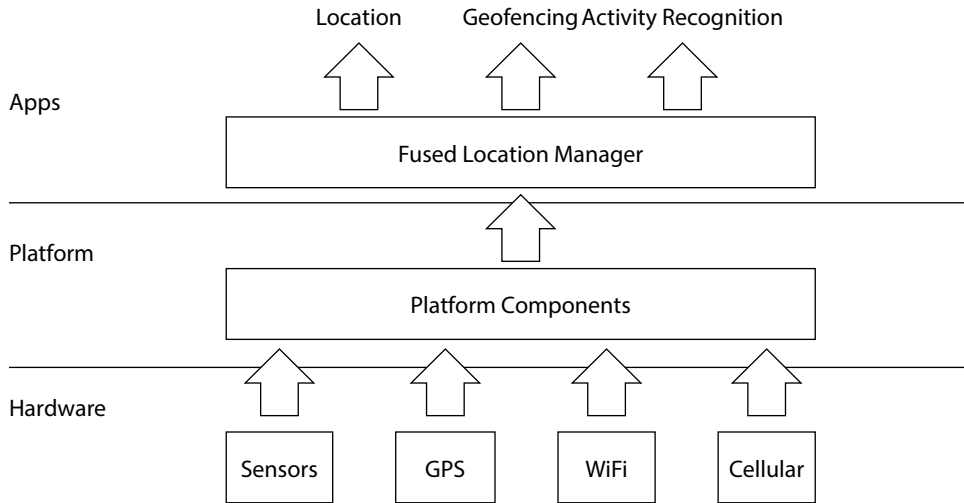 Location
Geofencing Activity Recognition
Apps
Fused Location Manager
Platform
Platform Components
Hardware
Sensors
GPS
WiFi
Cellular